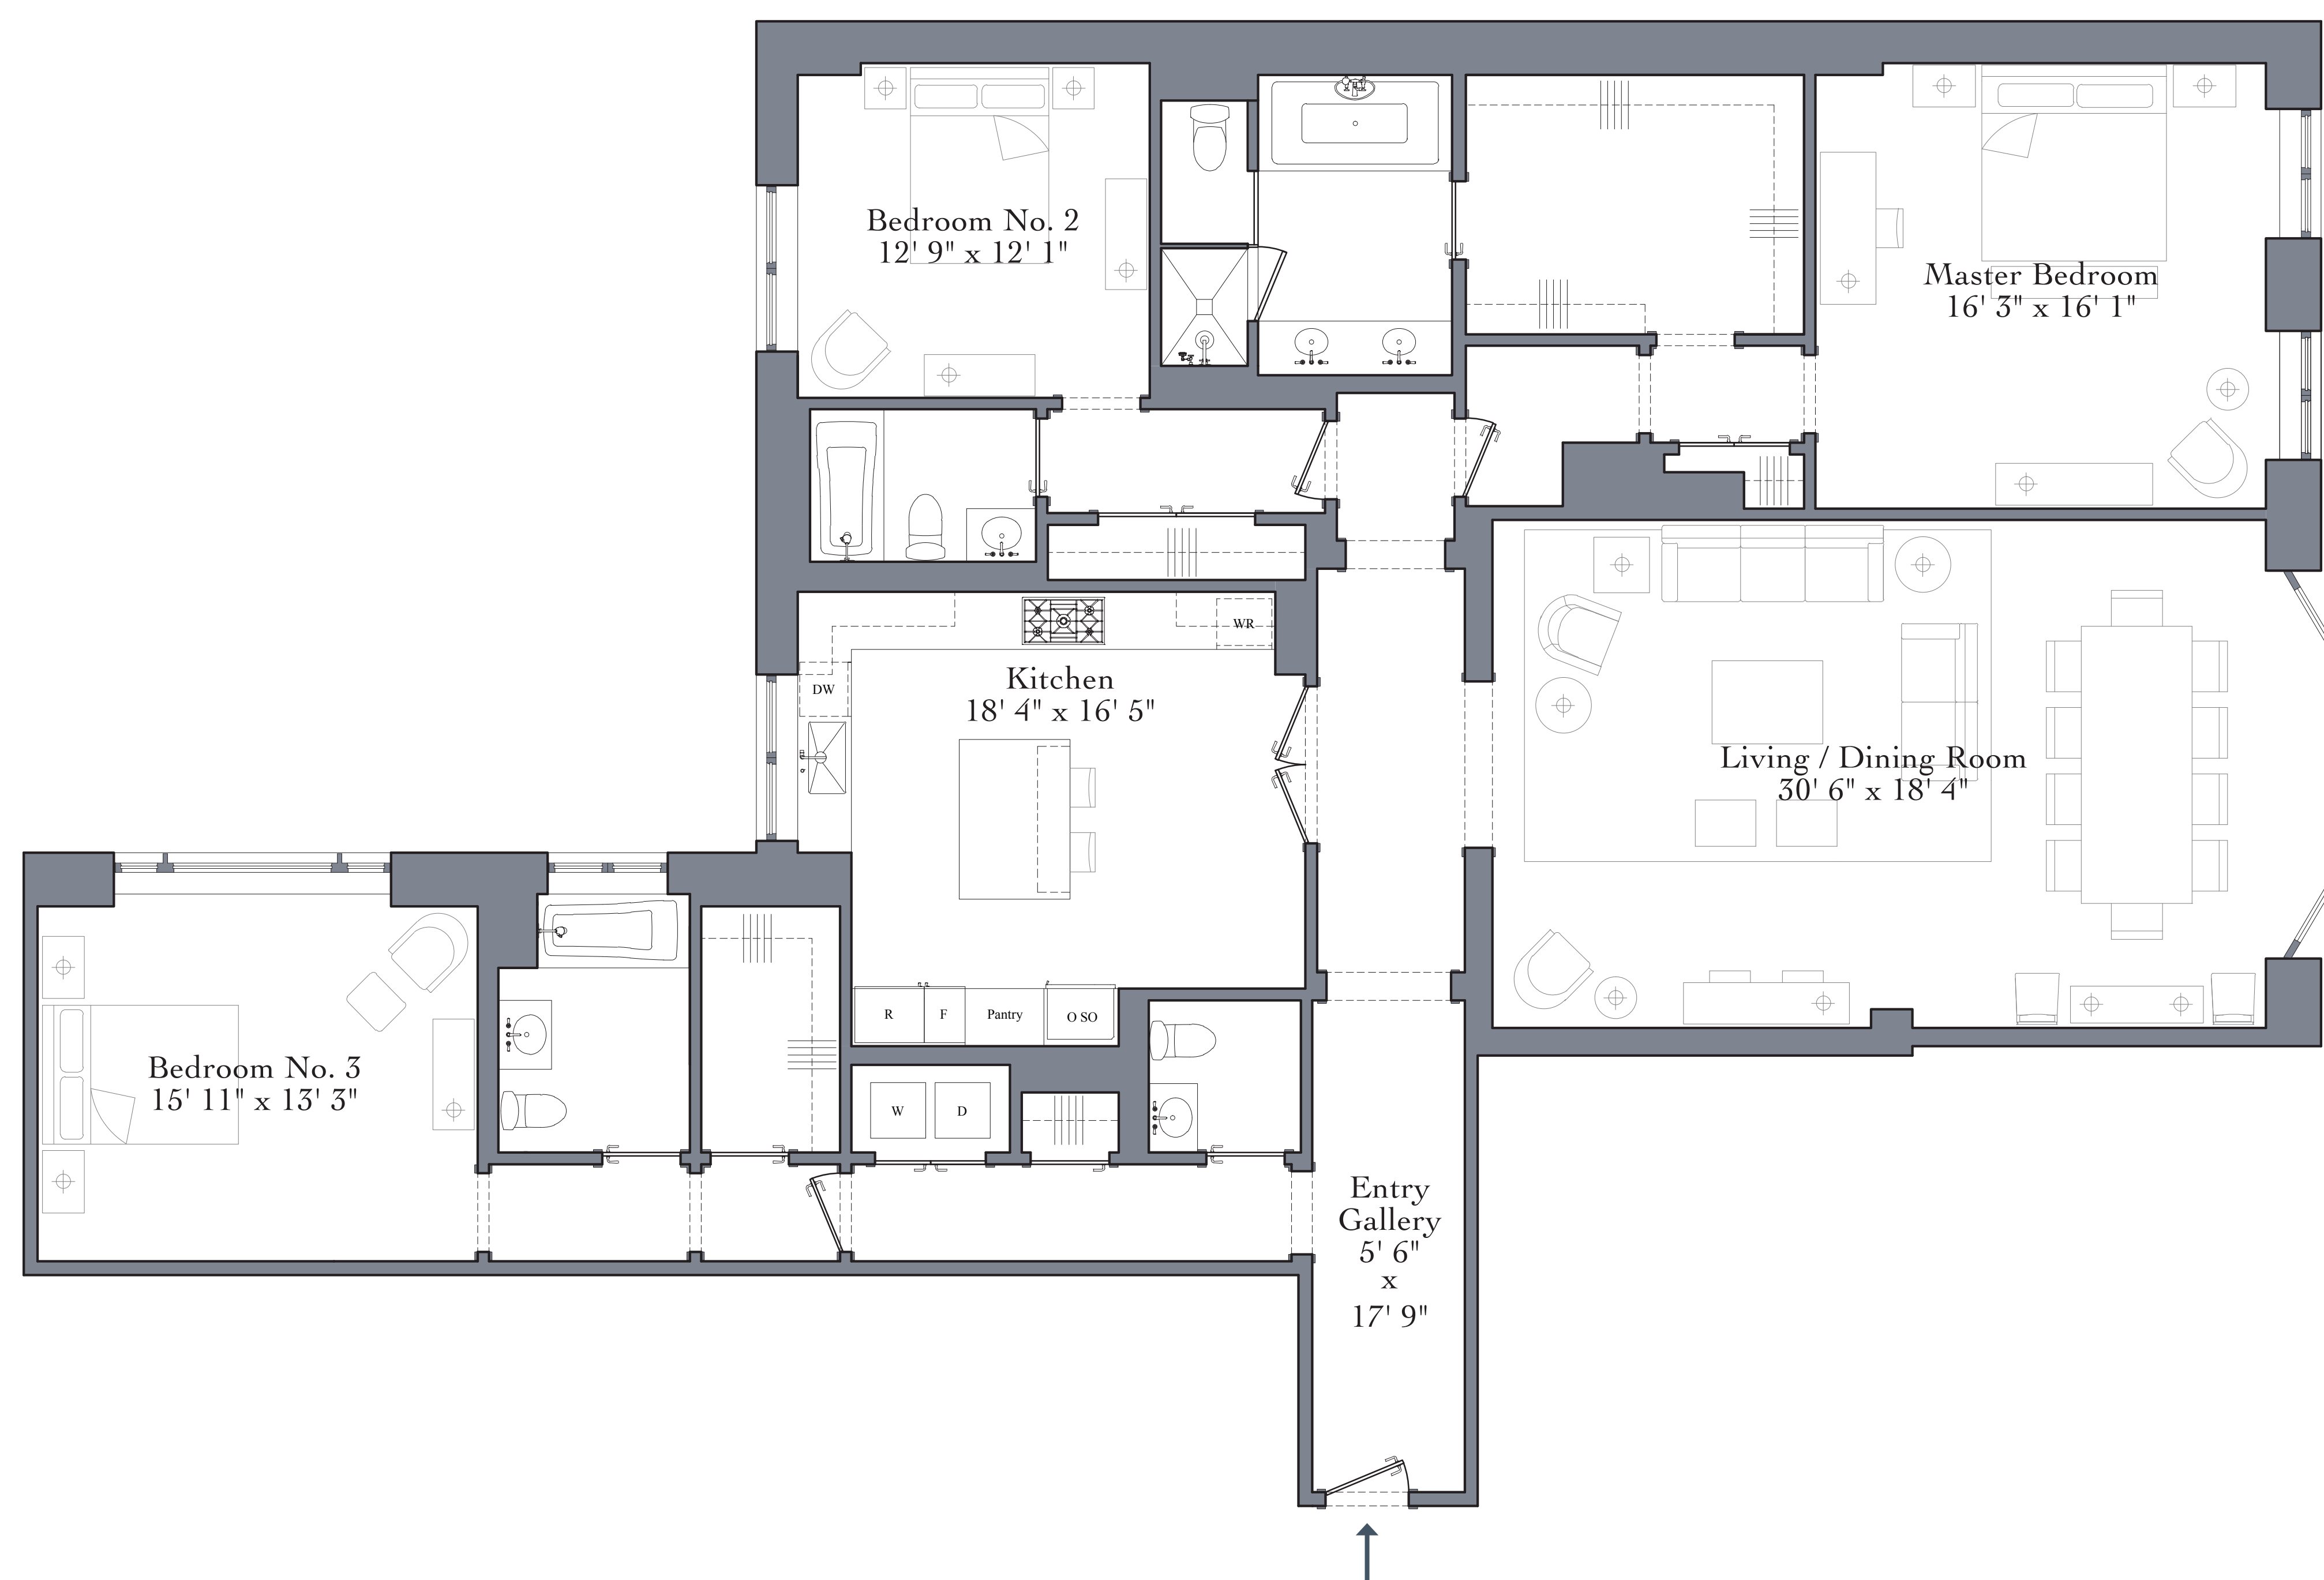 Bedroom No. 2
12' 9" x 12' 1"
Master Bedroom
16' 3" x 16' 1"
WR
DW
Kitchen
18' 4" x 16' 5"
Living / Dining Room
30' 6" x 18' 4"
R
F
Pantry
O SO
Bedroom No. 3
15' 11" x 13' 3"
W
D
Entry
Gallery
5' 6"
x
17' 9"